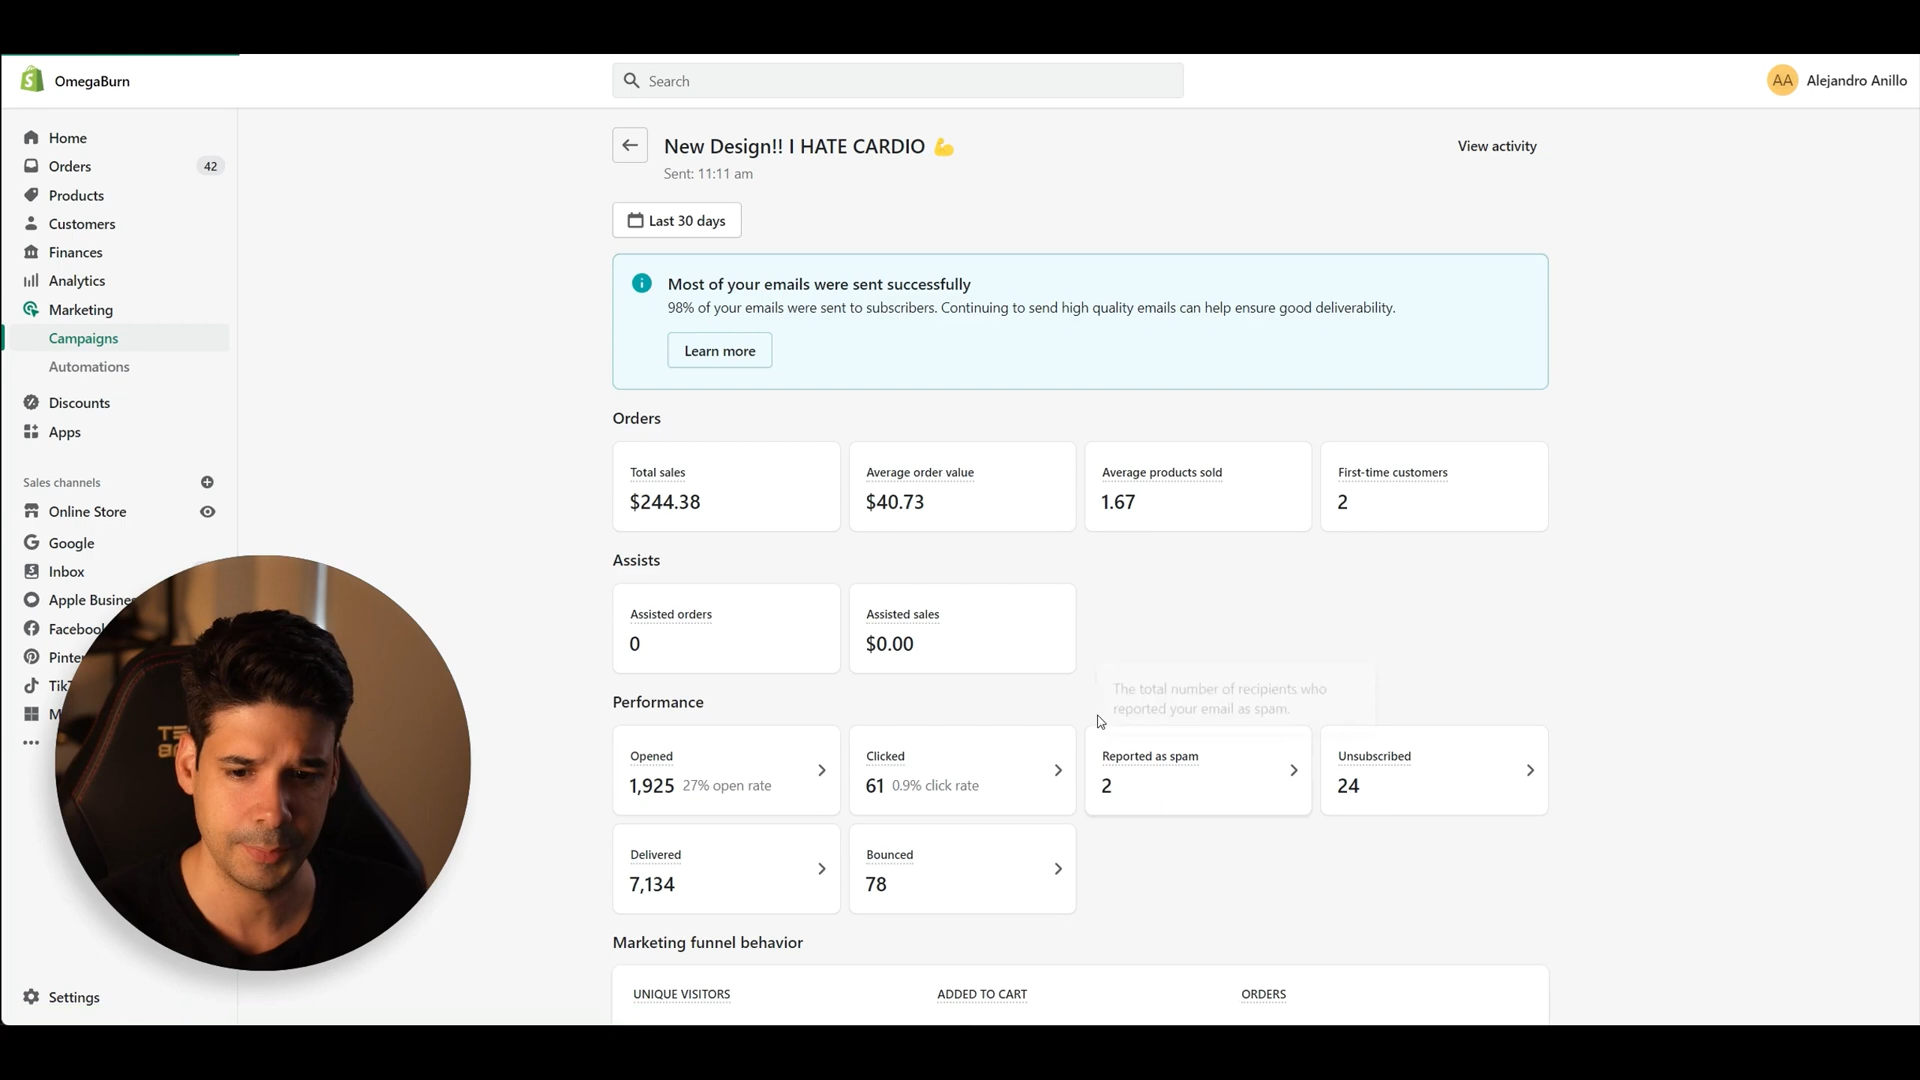 OmegaBurn
Search
AA Alejandro Anillo
Home
Orders 42
Products
Customers
Finances
Analytics
Marketing
Campaigns
Automations
Discounts
Apps
Sales channels
Online Store
Google
Inbox
Apple Busines
Facebook
Pinter
TikT
M
Settings
New Design!! I HATE CARDIO 💪
Sent: 11:11 am
View activity
Last 30 days
Most of your emails were sent successfully
98% of your emails were sent to subscribers. Continuing to send high quality emails can help ensure good deliverability.
Learn more
Orders
Total sales
$244.38
Average order value
$40.73
Average products sold
1.67
First-time customers
2
Assists
Assisted orders
0
Assisted sales
$0.00
The total number of recipients who
reported your email as spam.
Performance
Opened
1,925 27% open rate
Clicked
61 0.9% click rate
Reported as spam
2
Unsubscribed
24
Delivered
7,134
Bounced
78
Marketing funnel behavior
UNIQUE VISITORS
ADDED TO CART
ORDERS